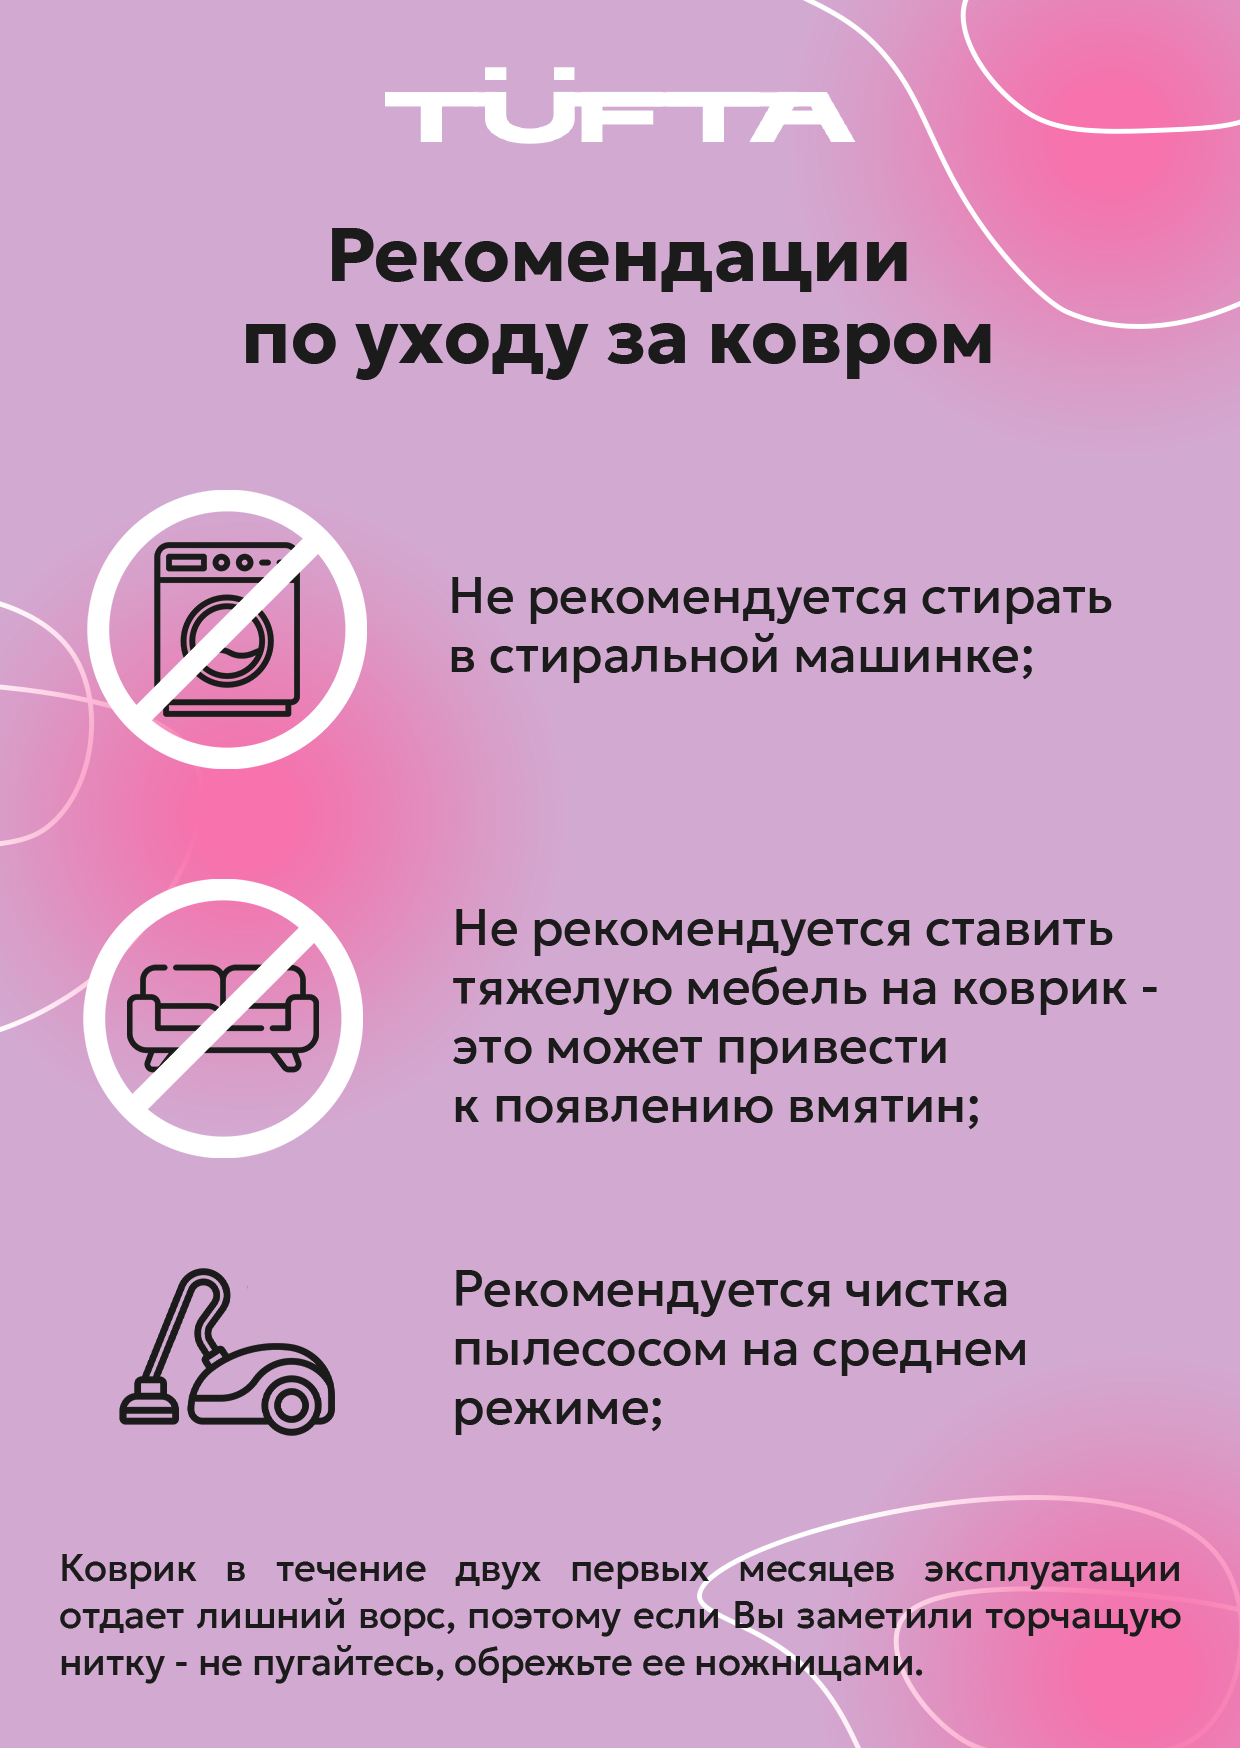 TÜFTA
Рекомендации
по уходу за ковром
Не рекомендуется стирать
в стиральной машинке;
Не рекомендуется ставить
тяжелую мебель на коврик -
это может привести
к появлению вмятин;
Рекомендуется чистка
пылесосом на среднем
режиме;
Коврик в течение двух первых месяцев эксплуатации
отдает лишний ворс, поэтому если Вы заметили торчащую
нитку - не пугайтесь, обрежьте ее ножницами.